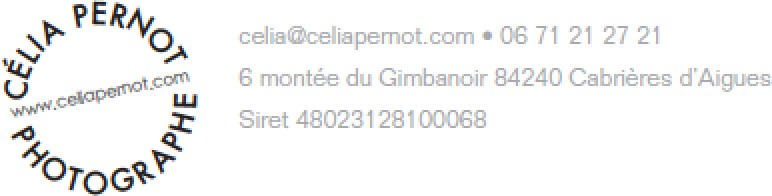 CÉLIA PERNOT
www.celiapernot.com
PHOTOGRAPHE
celia@celiapernot.com • 06 71 21 27 21
6 montée du Gimbanoir 84240 Cabrières d'Aigues
Siret 48023128100068